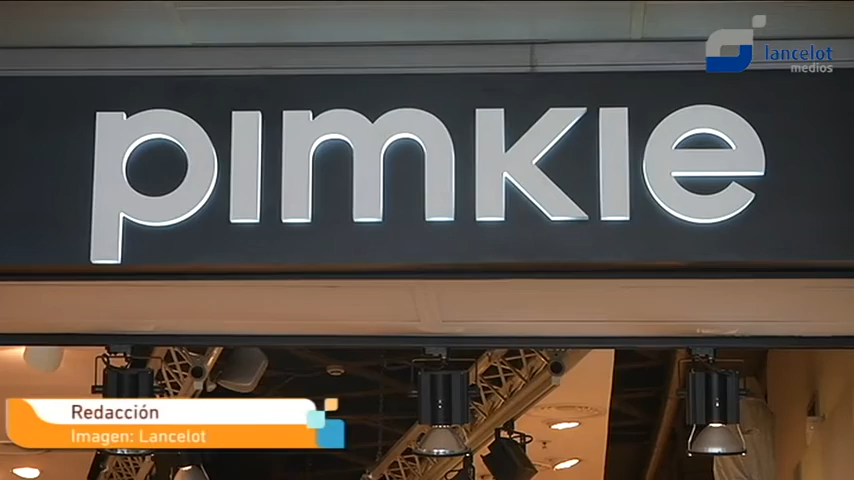 lancelot
medios
pimkie
Redacción
Imagen: Lancelot